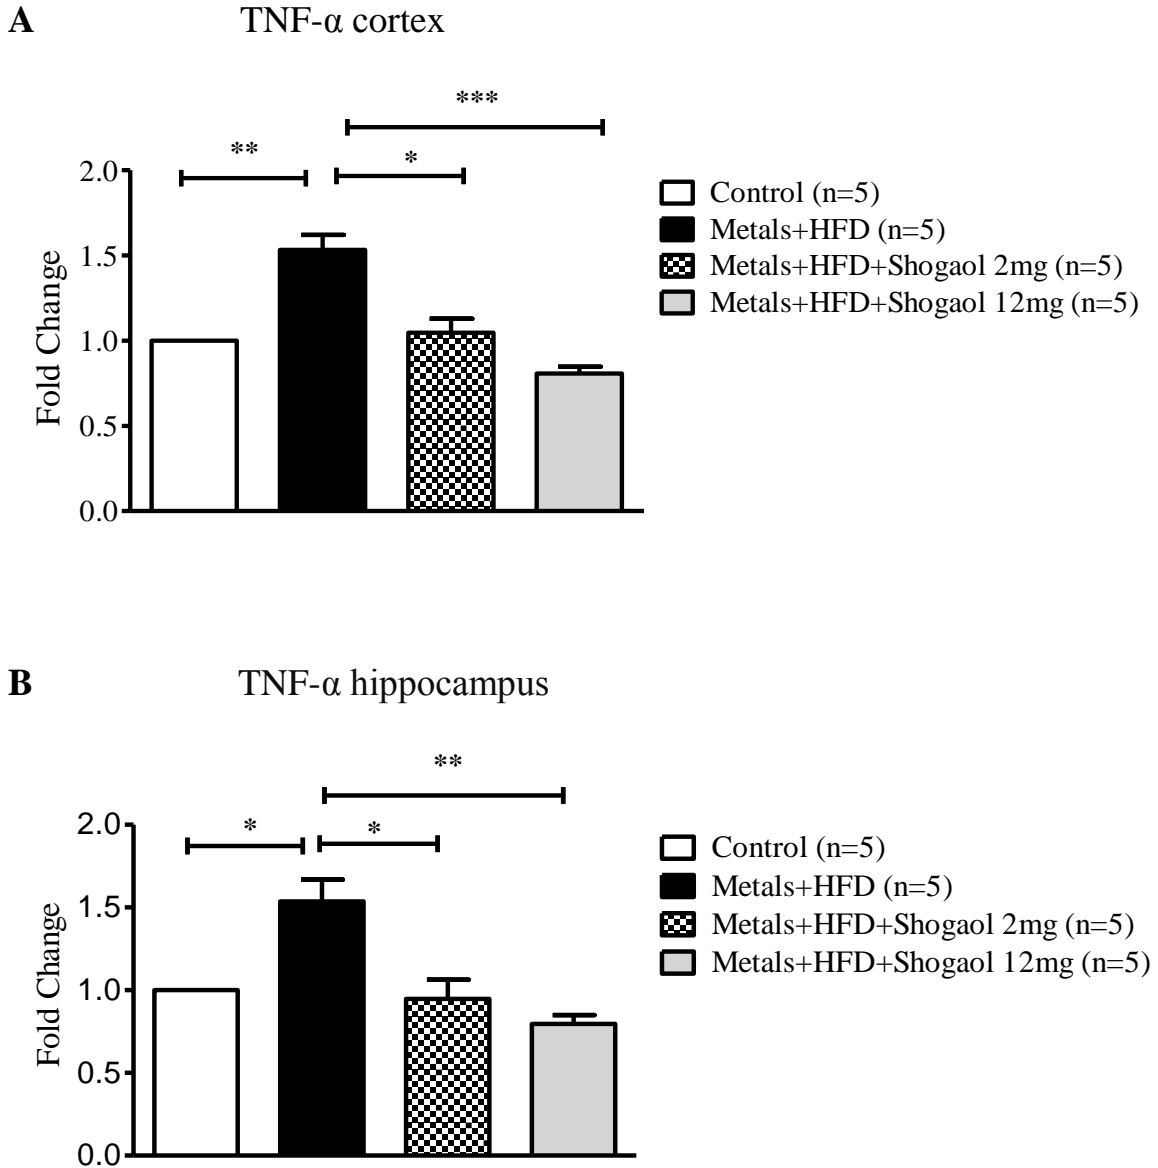 A
TNF-α cortex
***
**
*
2.0
1.5
1.0
0.5
0.0
Fold Change
Control (n=5)
Metals+HFD (n=5)
Metals+HFD+Shogaol 2mg (n=5)
Metals+HFD+Shogaol 12mg (n=5)
B
TNF-α hippocampus
**
*
*
2.0
1.5
1.0
0.5
0.0
Fold Change
Control (n=5)
Metals+HFD (n=5)
Metals+HFD+Shogaol 2mg (n=5)
Metals+HFD+Shogaol 12mg (n=5)